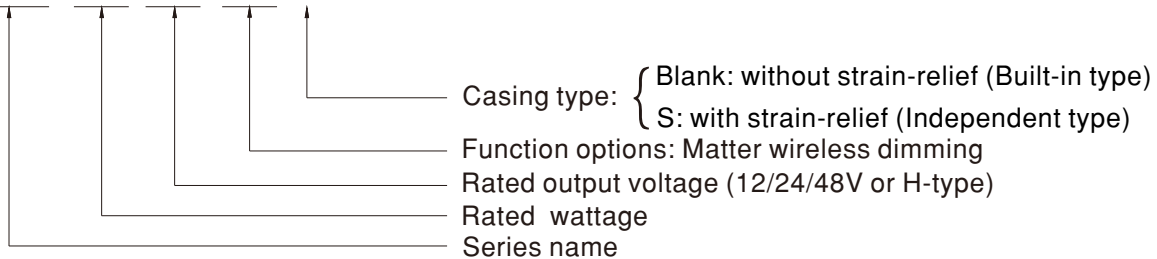 Casing type:
Blank: without strain-relief (Built-in type)
S: with strain-relief (Independent type)
Function options: Matter wireless dimming
Rated output voltage (12/24/48V or H-type)
Rated wattage
Series name